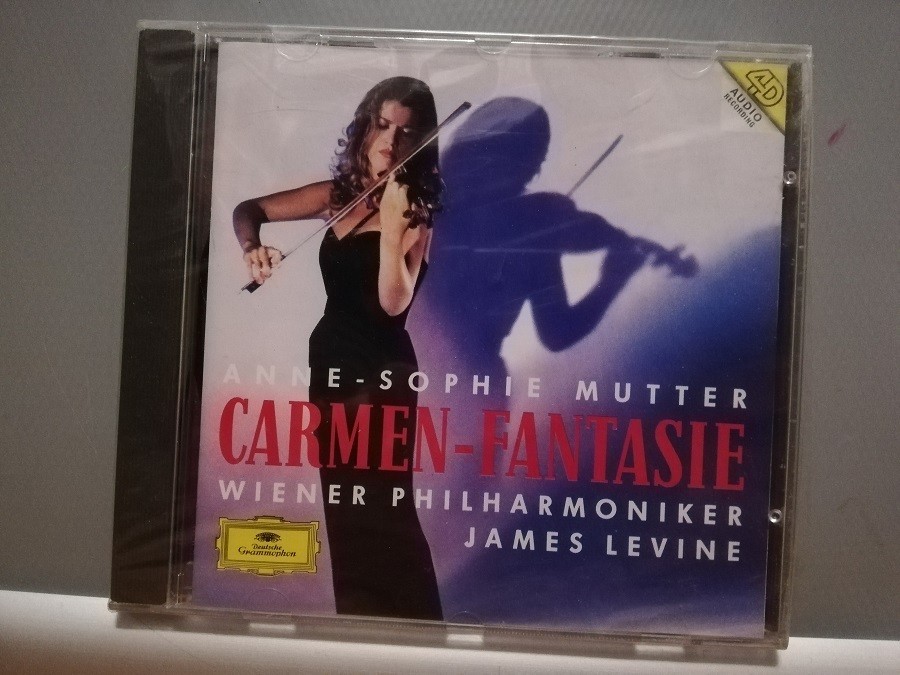 4D
AUDIO
RECORDING
ANNE-SOPHIE MUTTER
CARMEN-FANTASIE
WIENER PHILHARMONIKER
JAMES LEVINE
Deutsche
Grammophon